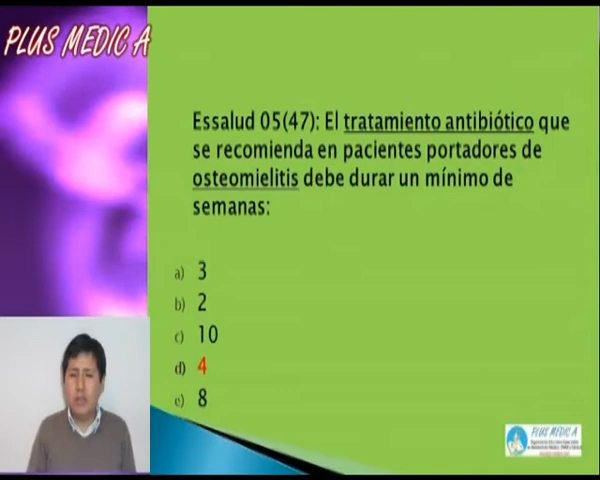 PLUS MEDIC A
Essalud 05(47): El tratamiento antibiótico que
se recomienda en pacientes portadores de
osteomielitis debe durar un mínimo de
semanas:
a) 3
b) 2
c) 10
d) 4
e) 8
PLUS MEDIC A